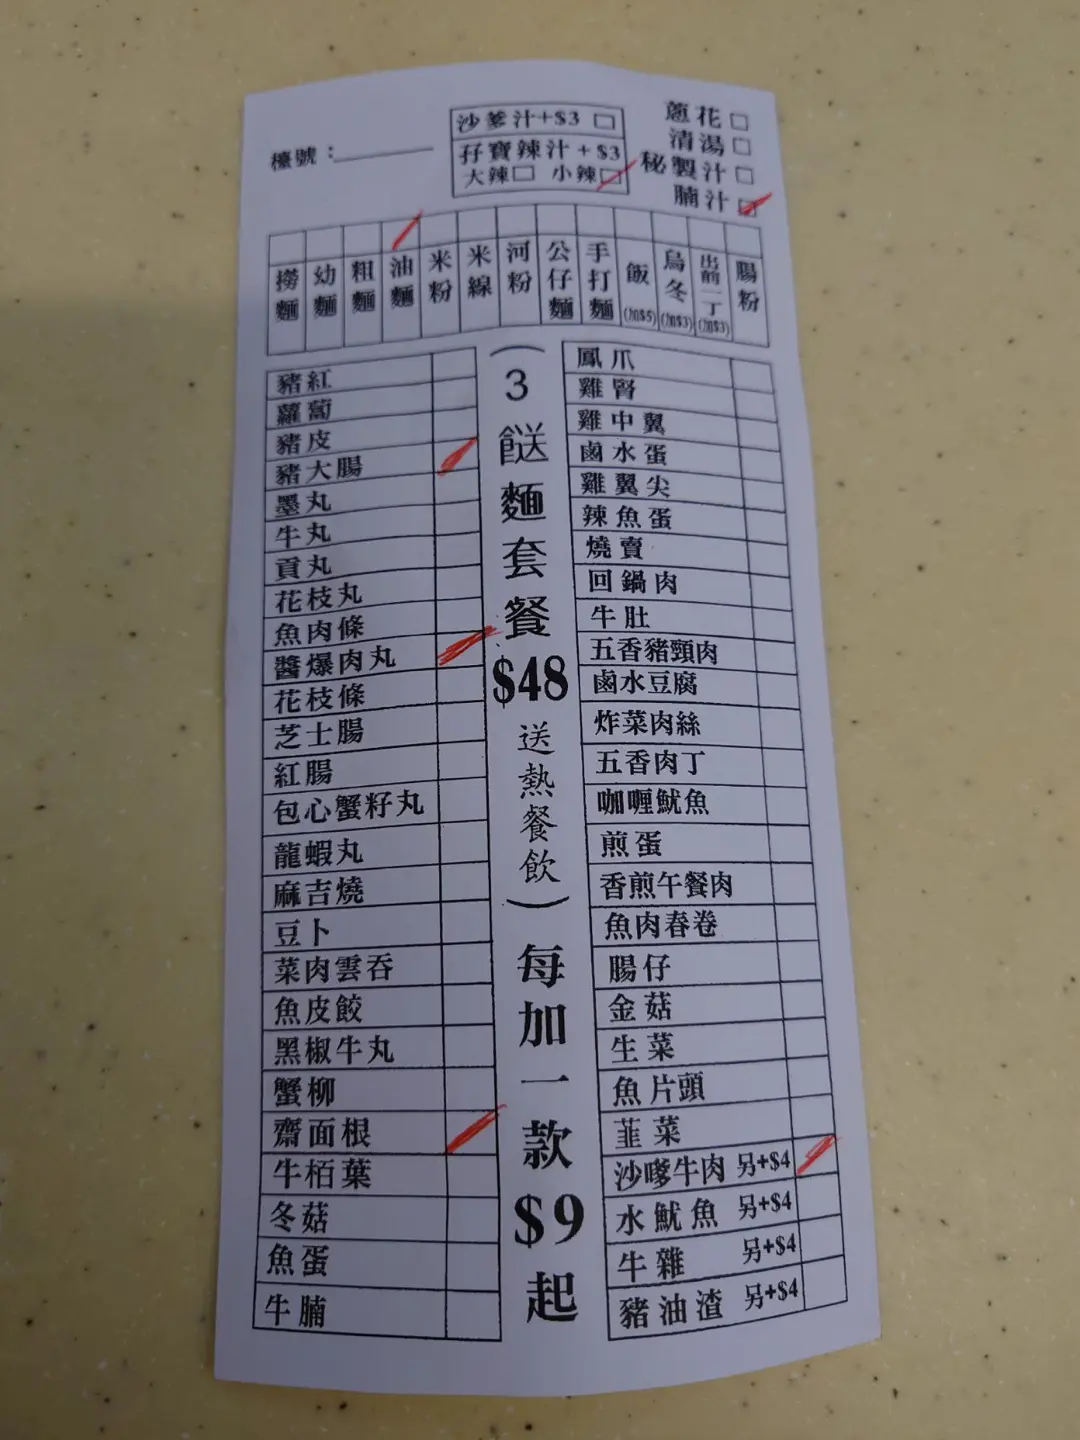 檯號：
沙爹汁+$3 □
孖寶辣汁+$3
大辣□ 小辣□
蔥花□
清湯□
秘製汁□
腩汁□
撈麵
幼麵
粗麵
油麵
米粉
米線
河粉
公仔麵
手打麵
飯(加$5)
烏冬(加$3)
出前一丁(加$3)
腸粉
豬紅
蘿蔔
豬皮
豬大腸
墨丸
牛丸
貢丸
花枝丸
魚肉條
醬爆肉丸
花枝條
芝士腸
紅腸
包心蟹籽丸
龍蝦丸
麻吉燒
豆卜
菜肉雲吞
魚皮餃
黑椒牛丸
蟹柳
齋面根
牛栢葉
冬菇
魚蛋
牛腩
(3餸麵套餐$48送熱餐飲)每加一款$9起
鳳爪
雞腎
雞中翼
鹵水蛋
雞翼尖
辣魚蛋
燒賣
回鍋肉
牛肚
五香豬頸肉
鹵水豆腐
炸菜肉絲
五香肉丁
咖喱魷魚
煎蛋
香煎午餐肉
魚肉春卷
腸仔
金菇
生菜
魚片頭
韮菜
沙嗲牛肉 另+$4
水魷魚 另+$4
牛雜 另+$4
豬油渣 另+$4